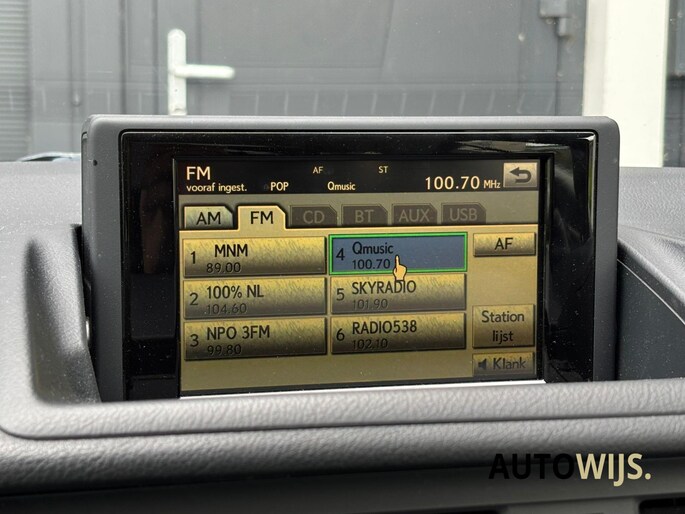 FM AF ST
vooraf ingest. POP Qmusic 100.70 MHz
AM FM CD BT AUX USB
1 MNM
89.00
4 Qmusic
100.70
AF
2 100% NL
104.60
5 SKYRADIO
101.90
3 NPO 3FM
99.80
6 RADIO538
102.10
Station
lijst
Klank
AUTOWIJS.